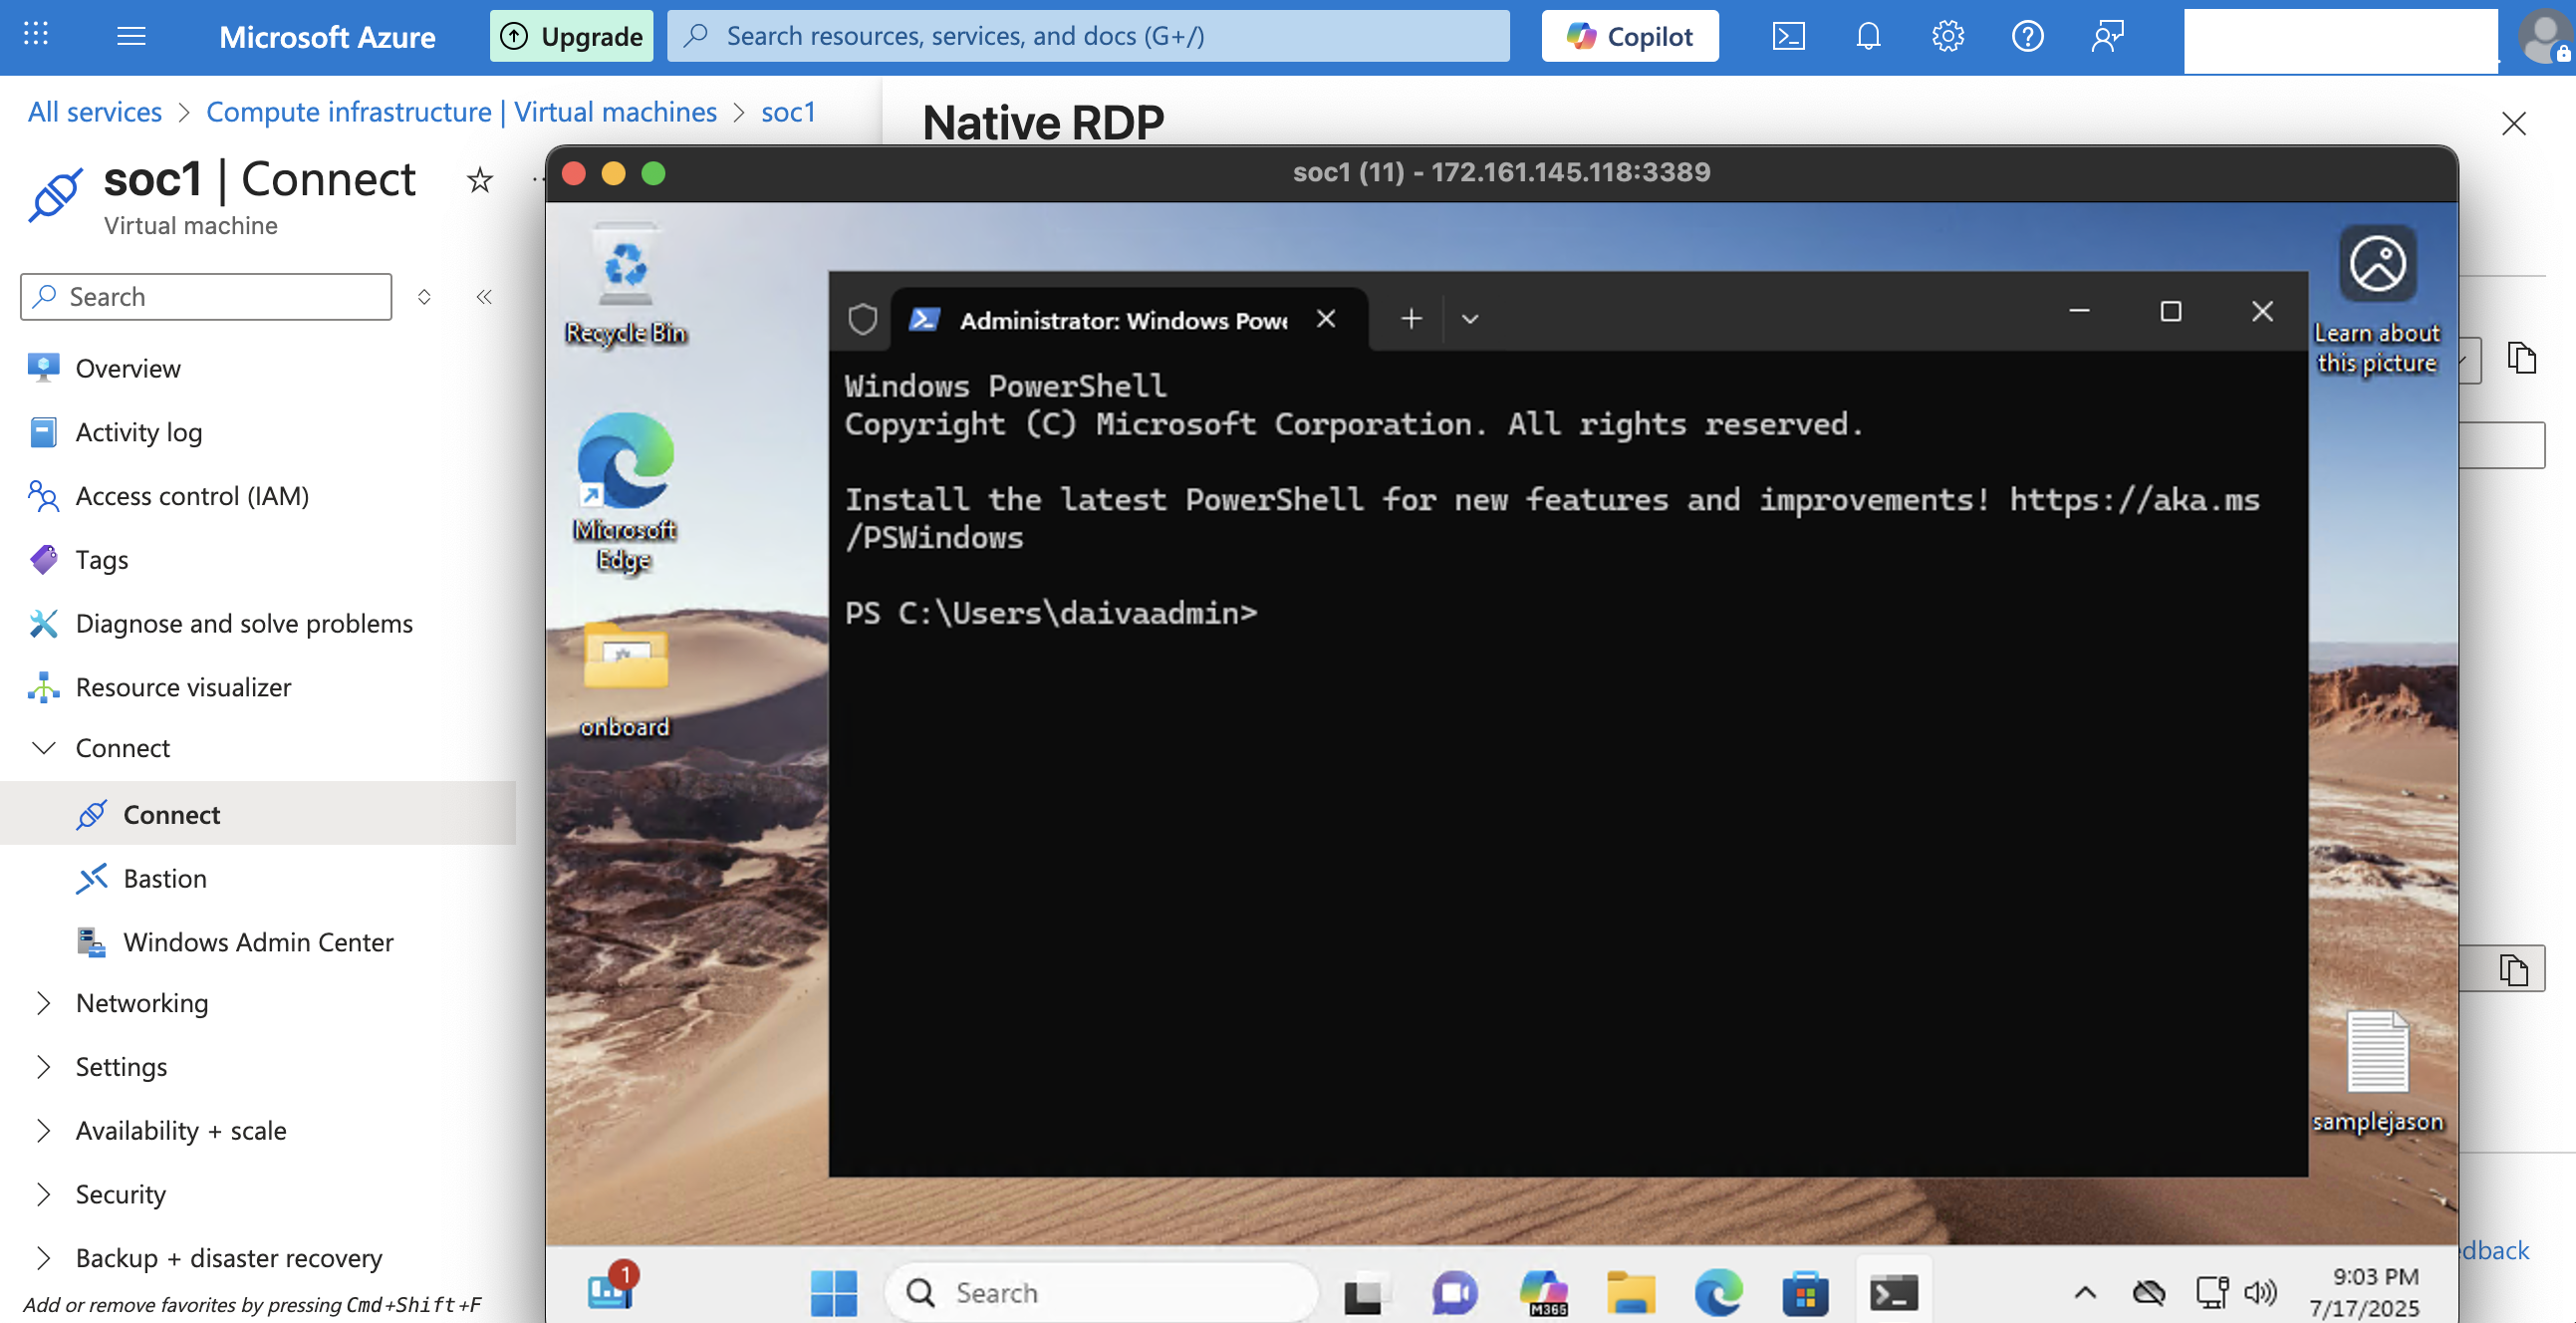 Microsoft Azure
Upgrade
Search resources, services, and docs (G+/)
Copilot
All services > Compute infrastructure | Virtual machines > soc1
soc1 | Connect
Virtual machine
Search
Overview
Activity log
Access control (IAM)
Tags
Diagnose and solve problems
Resource visualizer
Connect
Connect
Bastion
Windows Admin Center
Networking
Settings
Availability + scale
Security
Backup + disaster recovery
Add or remove favorites by pressing Cmd+Shift+F
Native RDP
soc1 (11) - 172.161.145.118:3389
Recycle Bin
Microsoft
Edge
onboard
Learn about
this picture
samplejason
Administrator: Windows Powe
Windows PowerShell
Copyright (C) Microsoft Corporation. All rights reserved.
Install the latest PowerShell for new features and improvements! https://aka.ms
/PSWindows
PS C:\Users\daivaadmin>
edback
1
Search
M365
9:03 PM
7/17/2025